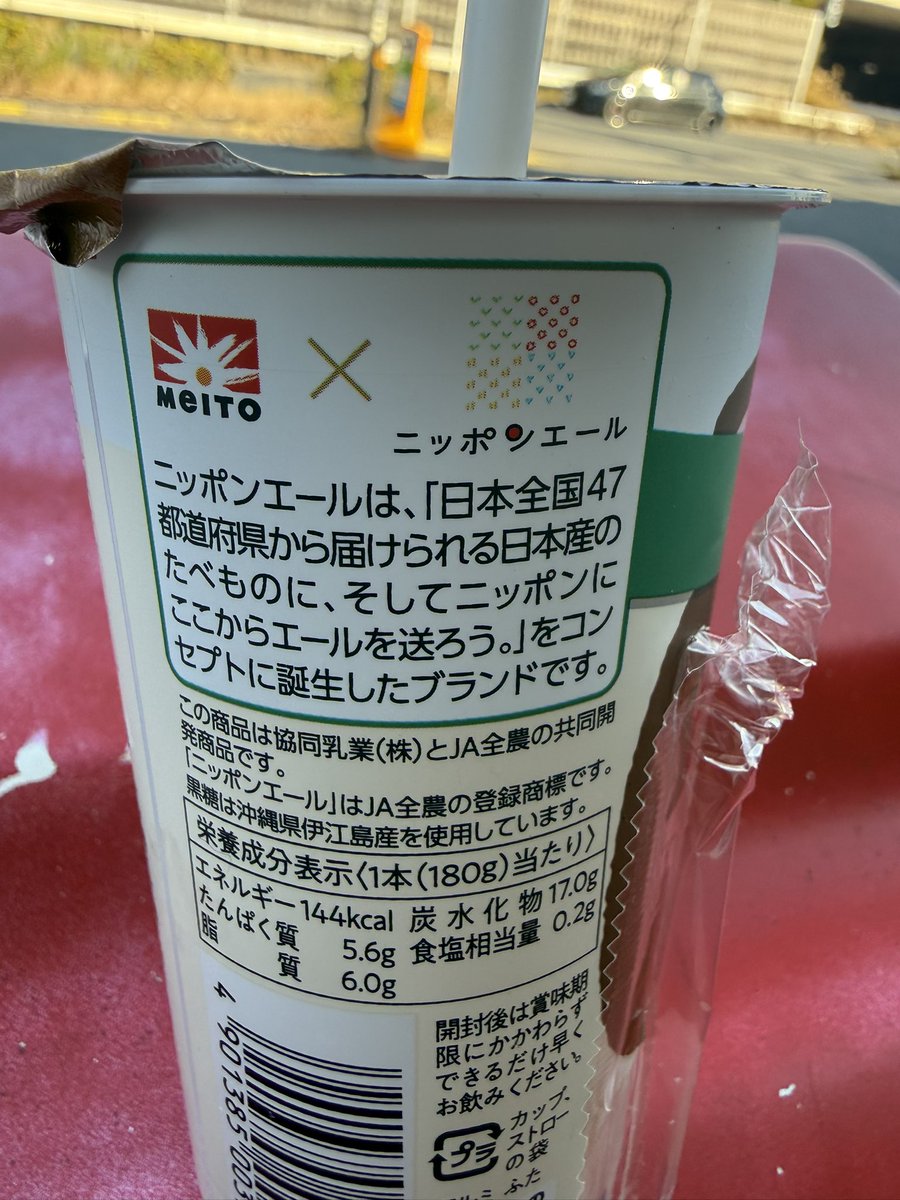 MeITO
ニッポンエール
ニッポンエールは、「日本全国47
都道府県から届けられる日本産の
たべものに、そしてニッポンに
ここからエールを送ろう。」をコン
セプトに誕生したブランドです。
この商品は協同乳業(株)とJA全農の共同開
発商品です。
「ニッポンエール」はJA全農の登録商標です。
黒糖は沖縄県伊江島産を使用しています。
栄養成分表示〈1本(180g)当たり〉
エネルギー 144kcal 炭水化物 17.0g
たんぱく質 5.6g 食塩相当量 0.2g
脂質 6.0g
開封後は賞味期
限にかかわらず
できるだけ早く
お飲みください。
プラ
カップ、
ストロー
の袋
ふた
4 901385 003